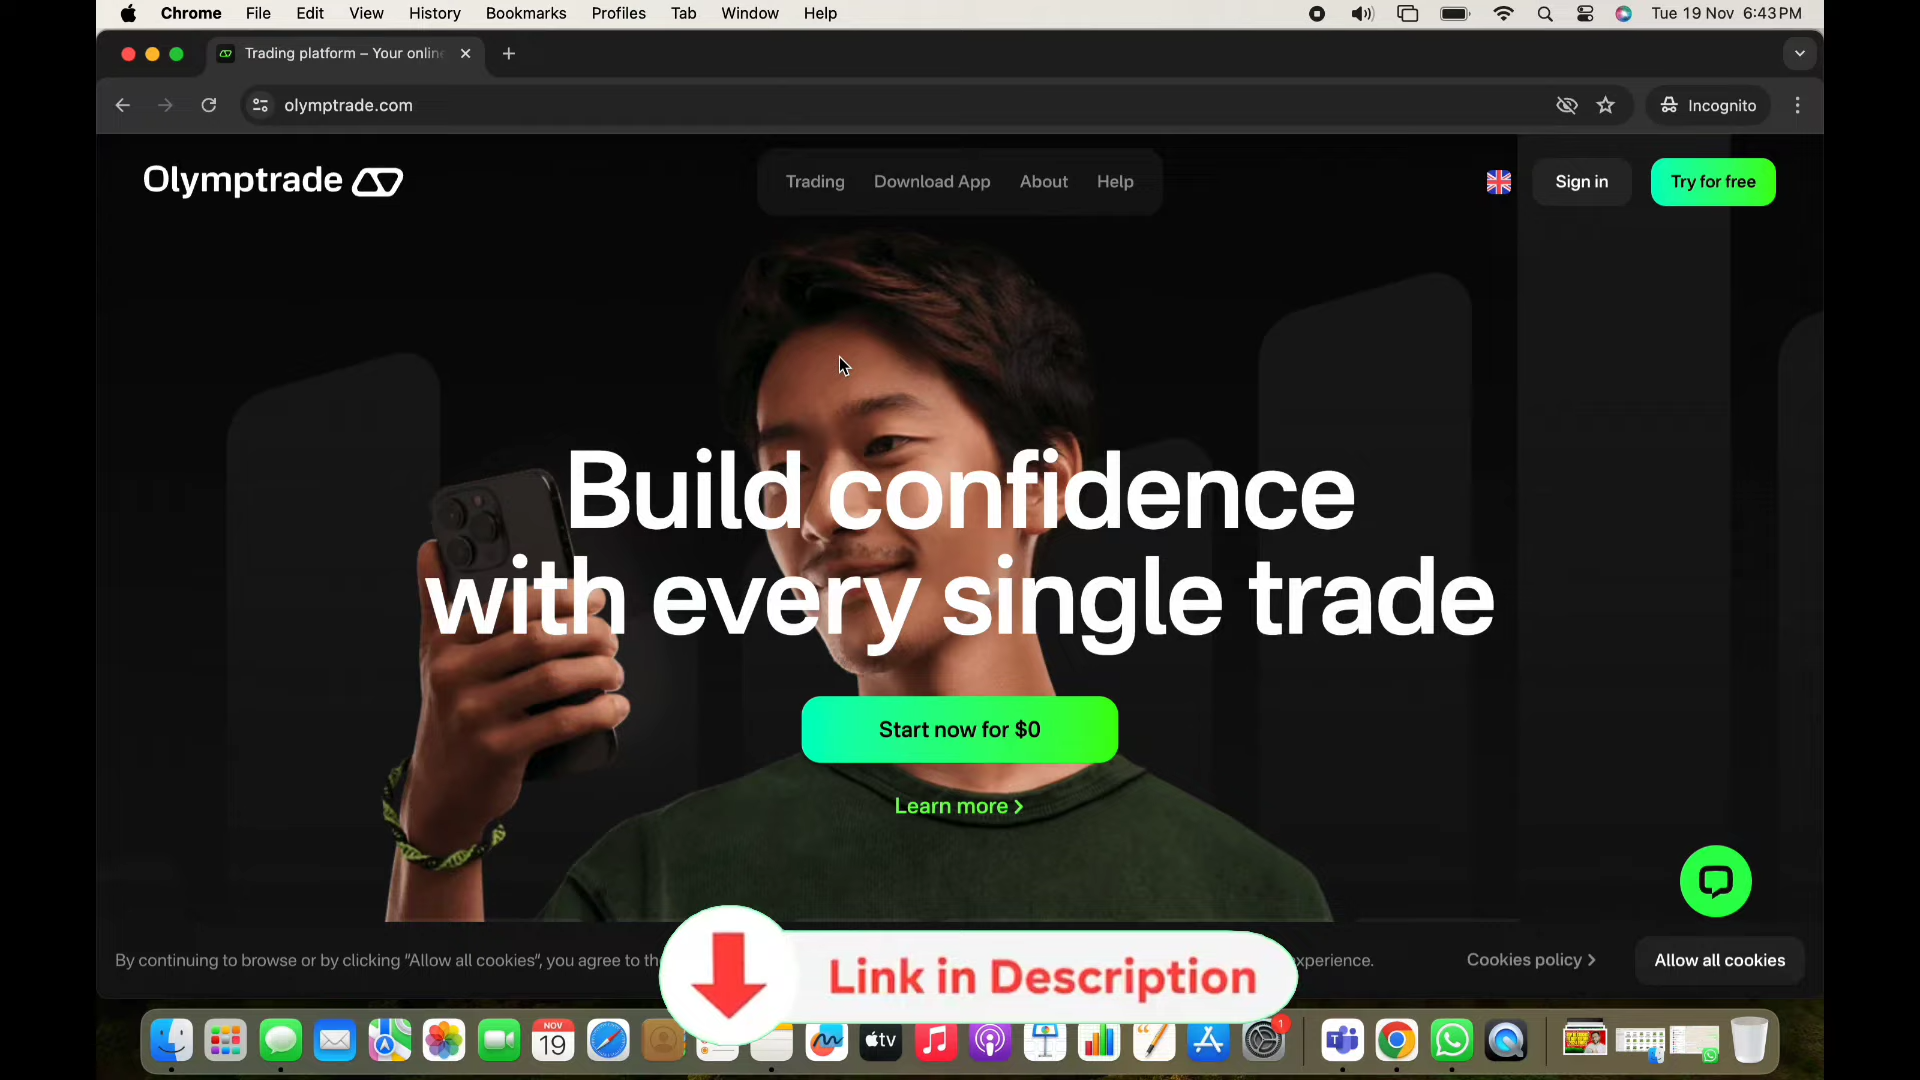 Chrome File Edit View History Bookmarks Profiles Tab Window Help Tue 19 Nov 6:43 PM
Trading platform – Your onlin
olymptrade.com Incognito
Olymptrade Trading Download App About Help Sign in Try for free
Build confidence
with every single trade
Start now for $0
Learn more >
By continuing to browse or by clicking "Allow all cookies", you agree to th xperience. Cookies policy > Allow all cookies
Link in Description
NOV
19
tv
1